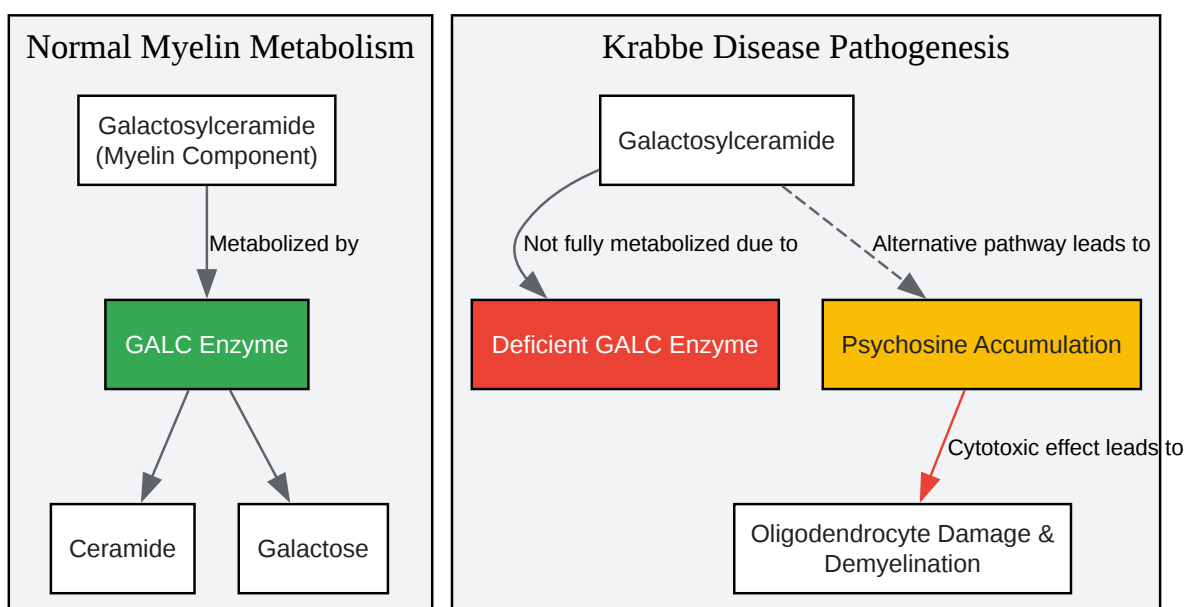 Normal Myelin Metabolism
Galactosylceramide
(Myelin Component)
Metabolized by
GALC Enzyme
Ceramide
Galactose
Krabbe Disease Pathogenesis
Galactosylceramide
Not fully metabolized due to
Alternative pathway leads to
Deficient GALC Enzyme
Psychosine Accumulation
Cytotoxic effect leads to
Oligodendrocyte Damage &
Demyelination